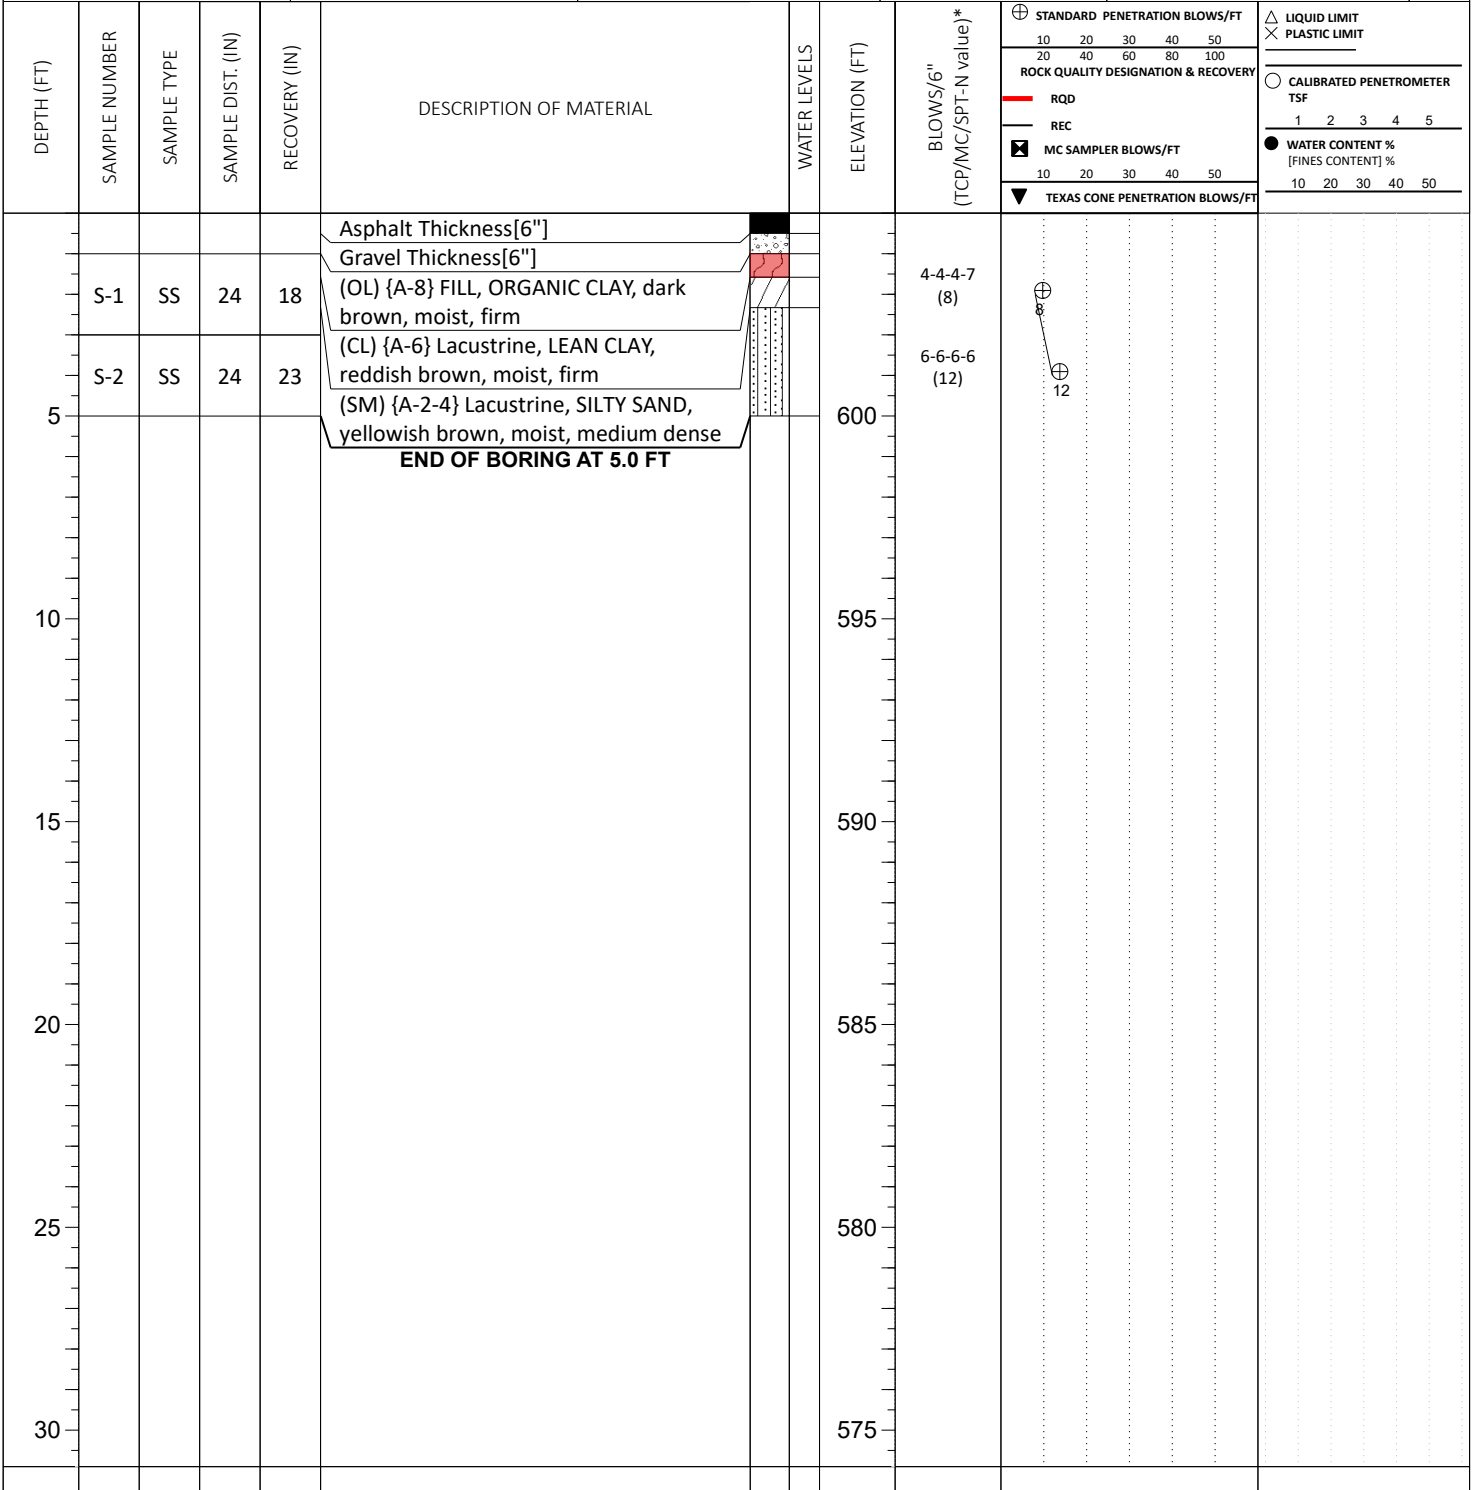 DEPTH (FT)
SAMPLE NUMBER
SAMPLE TYPE
SAMPLE DIST. (IN)
RECOVERY (IN)
DESCRIPTION OF MATERIAL
WATER LEVELS
ELEVATION (FT)
BLOWS/6"
(TCP/MC/SPT-N value)*
STANDARD PENETRATION BLOWS/FT
10 20 30 40 50
20 40 60 80 100
ROCK QUALITY DESIGNATION & RECOVERY
RQD
REC
MC SAMPLER BLOWS/FT
10 20 30 40 50
TEXAS CONE PENETRATION BLOWS/FT
LIQUID LIMIT
PLASTIC LIMIT
CALIBRATED PENETROMETER
TSF
1 2 3 4 5
WATER CONTENT %
[FINES CONTENT] %
10 20 30 40 50
Asphalt Thickness[6"]
Gravel Thickness[6"]
S-1 SS 24 18
(OL) {A-8} FILL, ORGANIC CLAY, dark
brown, moist, firm
4-4-4-7
(8)
8
(CL) {A-6} Lacustrine, LEAN CLAY,
reddish brown, moist, firm
S-2 SS 24 23
6-6-6-6
(12)
12
(SM) {A-2-4} Lacustrine, SILTY SAND,
yellowish brown, moist, medium dense
5 600
END OF BORING AT 5.0 FT
10 595
15 590
20 585
25 580
30 575